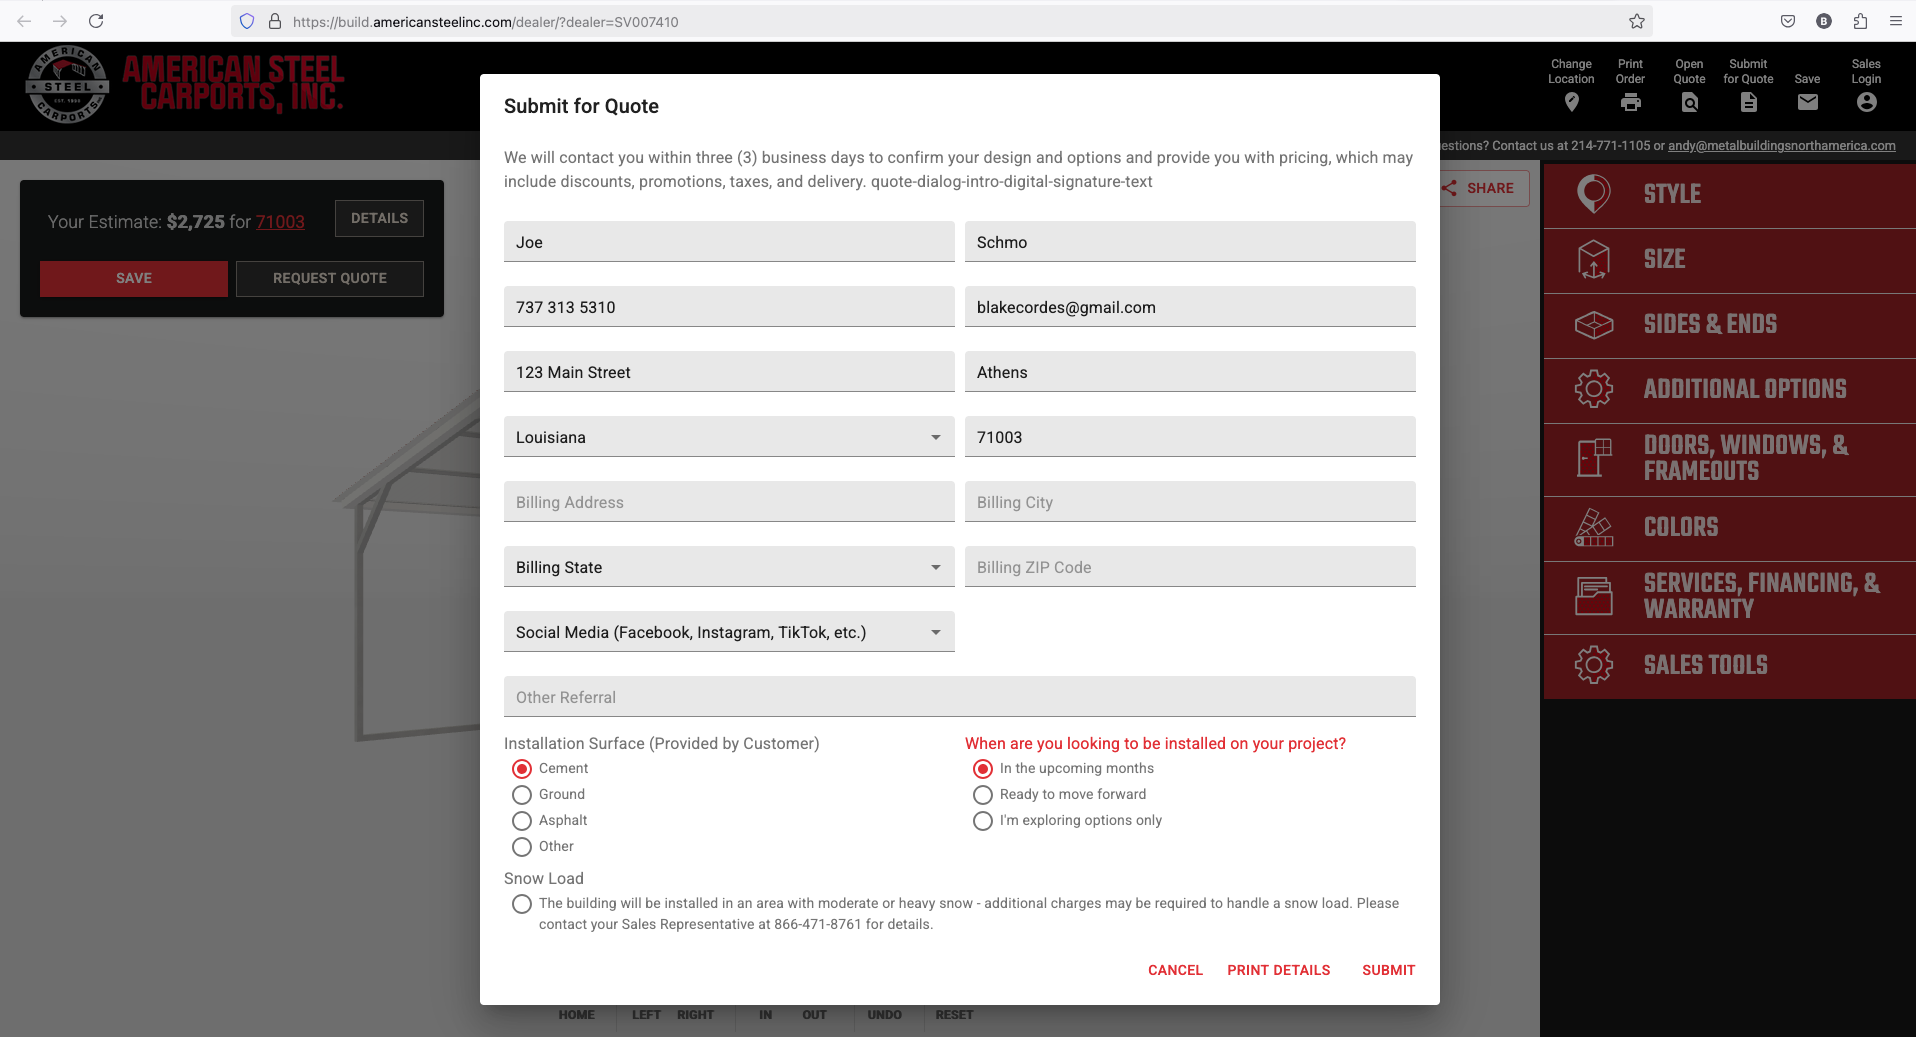 https://build.americansteelinc.com/dealer/?dealer=SV007410
B
AMERICAN
STEEL
EST. 1990
CARPORTS
AMERICAN STEEL
CARPORTS, INC.
Change Location
Print Order
Open Quote
Submit for Quote
Save
Sales Login
estions? Contact us at 214-771-1105 or andy@metalbuildingsnorthamerica.com
Your Estimate: $2,725 for 71003
DETAILS
SAVE
REQUEST QUOTE
SHARE
Submit for Quote
We will contact you within three (3) business days to confirm your design and options and provide you with pricing, which may
include discounts, promotions, taxes, and delivery. quote-dialog-intro-digital-signature-text
Joe
Schmo
737 313 5310
blakecordes@gmail.com
123 Main Street
Athens
Louisiana
71003
Billing Address
Billing City
Billing State
Billing ZIP Code
Social Media (Facebook, Instagram, TikTok, etc.)
Other Referral
Installation Surface (Provided by Customer)
Cement
Ground
Asphalt
Other
When are you looking to be installed on your project?
In the upcoming months
Ready to move forward
I'm exploring options only
Snow Load
The building will be installed in an area with moderate or heavy snow - additional charges may be required to handle a snow load. Please
contact your Sales Representative at 866-471-8761 for details.
CANCEL
PRINT DETAILS
SUBMIT
STYLE
SIZE
SIDES & ENDS
ADDITIONAL OPTIONS
DOORS, WINDOWS, &
FRAMEOUTS
COLORS
SERVICES, FINANCING, &
WARRANTY
SALES TOOLS
HOME
LEFT
RIGHT
IN
OUT
UNDO
RESET